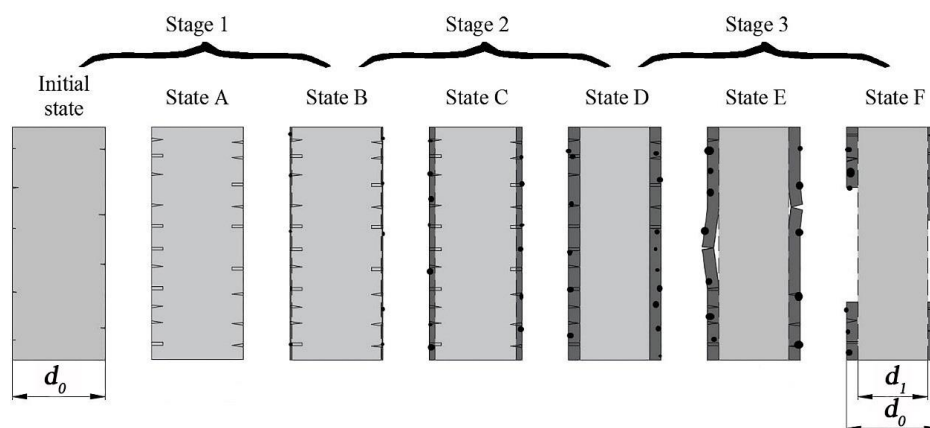 Stage 1
Stage 2
Stage 3
Initial
state
State A
State B
State C
State D
State E
State F
d0
d1
d0